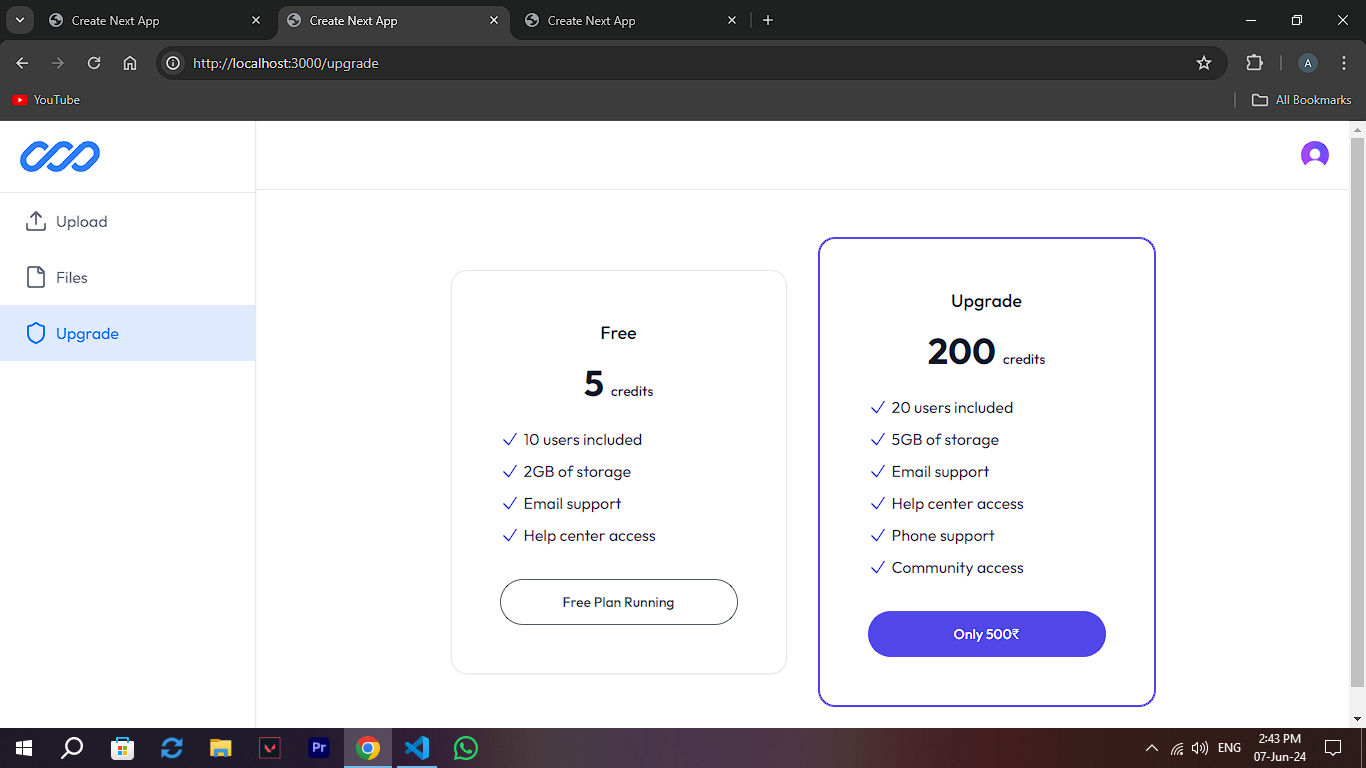 Create Next App
Create Next App
Create Next App
http://localhost:3000/upgrade
A
YouTube
All Bookmarks
Upload
Files
Upgrade
Free
5 credits
10 users included
2GB of storage
Email support
Help center access
Free Plan Running
Upgrade
200 credits
20 users included
5GB of storage
Email support
Help center access
Phone support
Community access
Only 500₹
Pr
ENG
2:43 PM
07-Jun-24